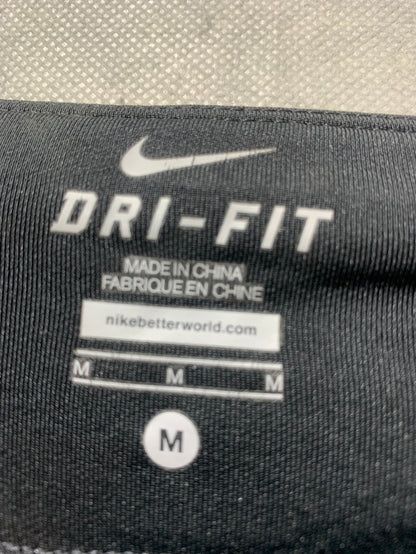 DRI-FIT
MADE IN CHINA
FABRIQUE EN CHINE
nikebetterworld.com
M M M
M